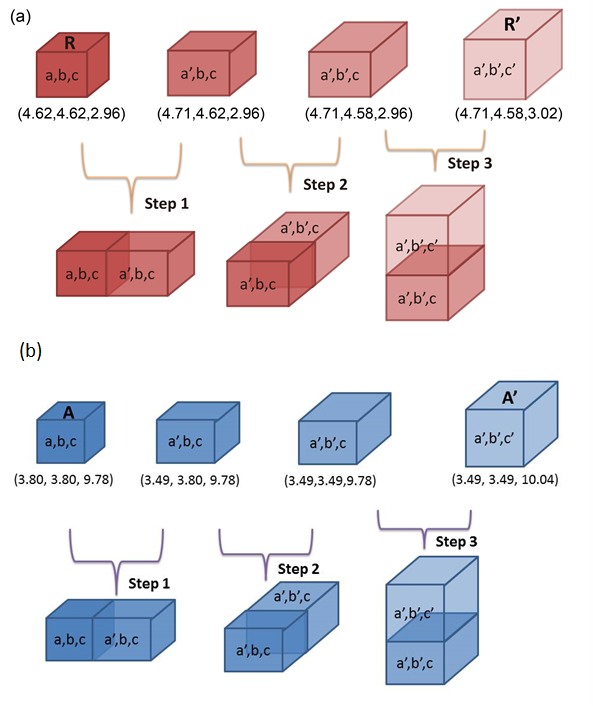 (a)
R
R’
a,b,c
a’,b,c
a’,b’,c
a’,b’,c’
(4.62,4.62,2.96)
(4.71,4.62,2.96)
(4.71,4.58,2.96)
(4.71,4.58,3.02)
Step 1
Step 2
Step 3
a,b,c
a’,b,c
a’,b’,c
a’,b,c
a’,b’,c’
a’,b’,c
(b)
A
A’
a,b,c
a’,b,c
a’,b’,c
a’,b’,c’
(3.80, 3.80, 9.78)
(3.49, 3.80, 9.78)
(3.49,3.49,9.78)
(3.49, 3.49, 10.04)
Step 1
Step 2
Step 3
a,b,c
a’,b,c
a’,b’,c
a’,b,c
a’,b’,c’
a’,b’,c